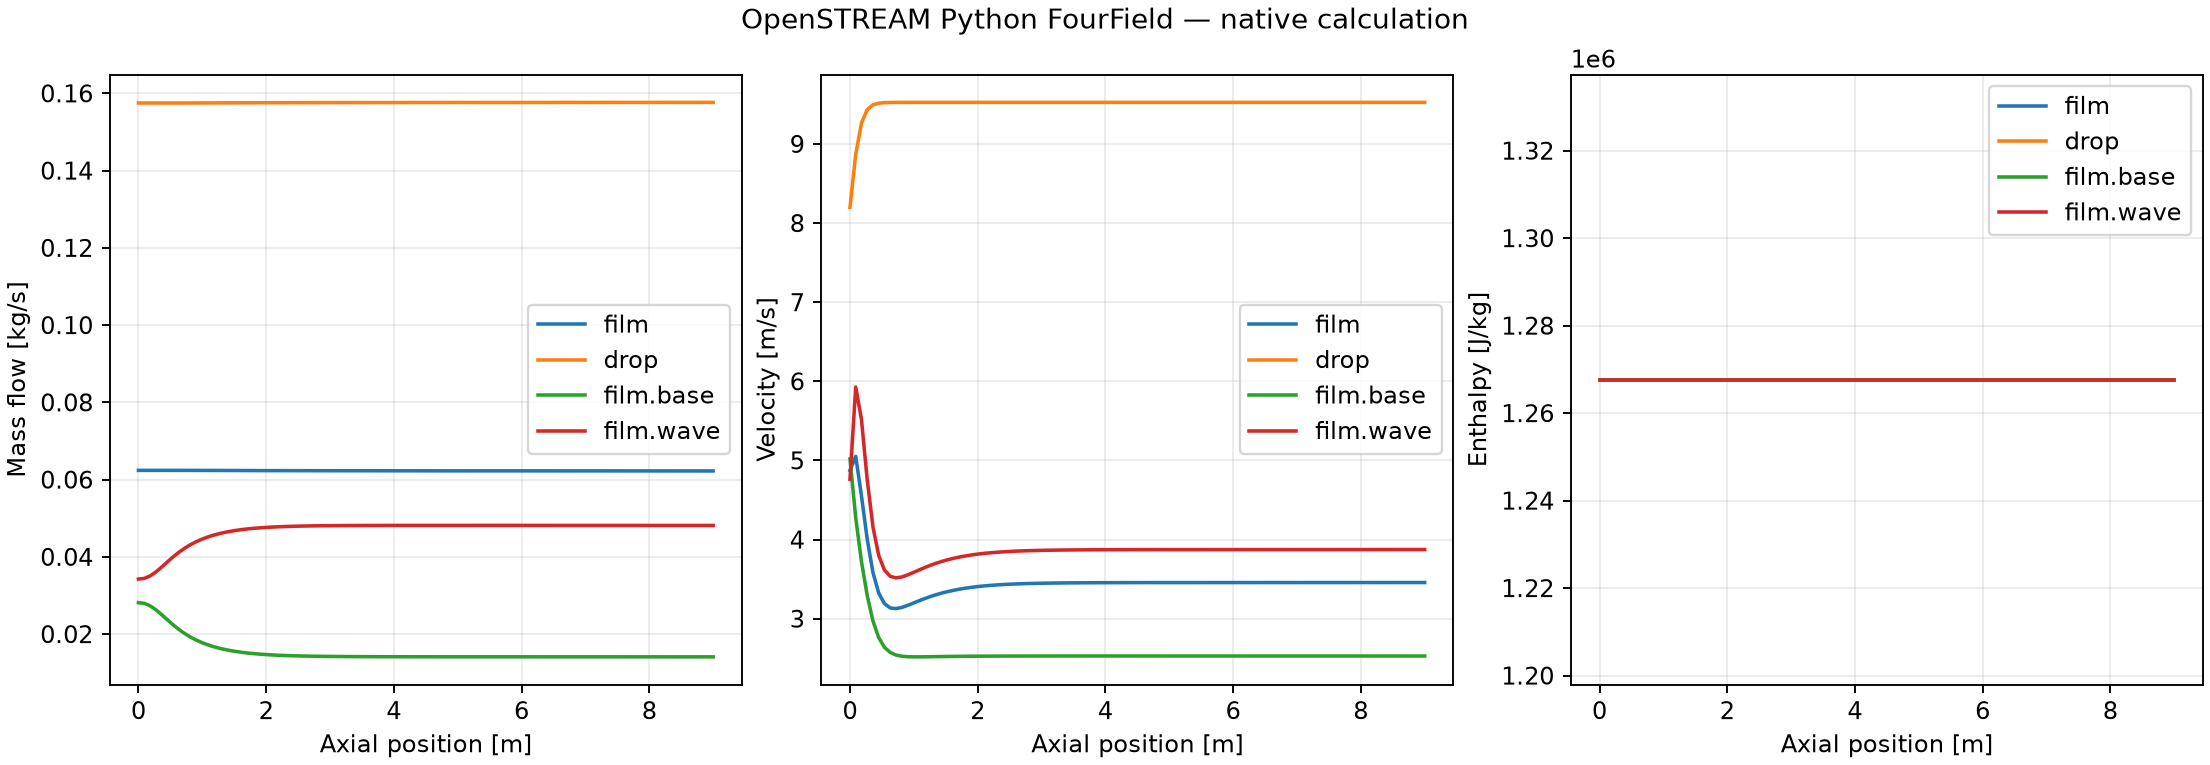 OpenSTREAM Python FourField — native calculation
Mass flow [kg/s]
0.16
0.14
0.12
0.10
0.08
0.06
0.04
0.02
film
drop
film.base
film.wave
0 2 4 6 8
Axial position [m]
Velocity [m/s]
9
8
7
6
5
4
3
film
drop
film.base
film.wave
0 2 4 6 8
Axial position [m]
Enthalpy [J/kg]
1e6
1.32
1.30
1.28
1.26
1.24
1.22
1.20
film
drop
film.base
film.wave
0 2 4 6 8
Axial position [m]